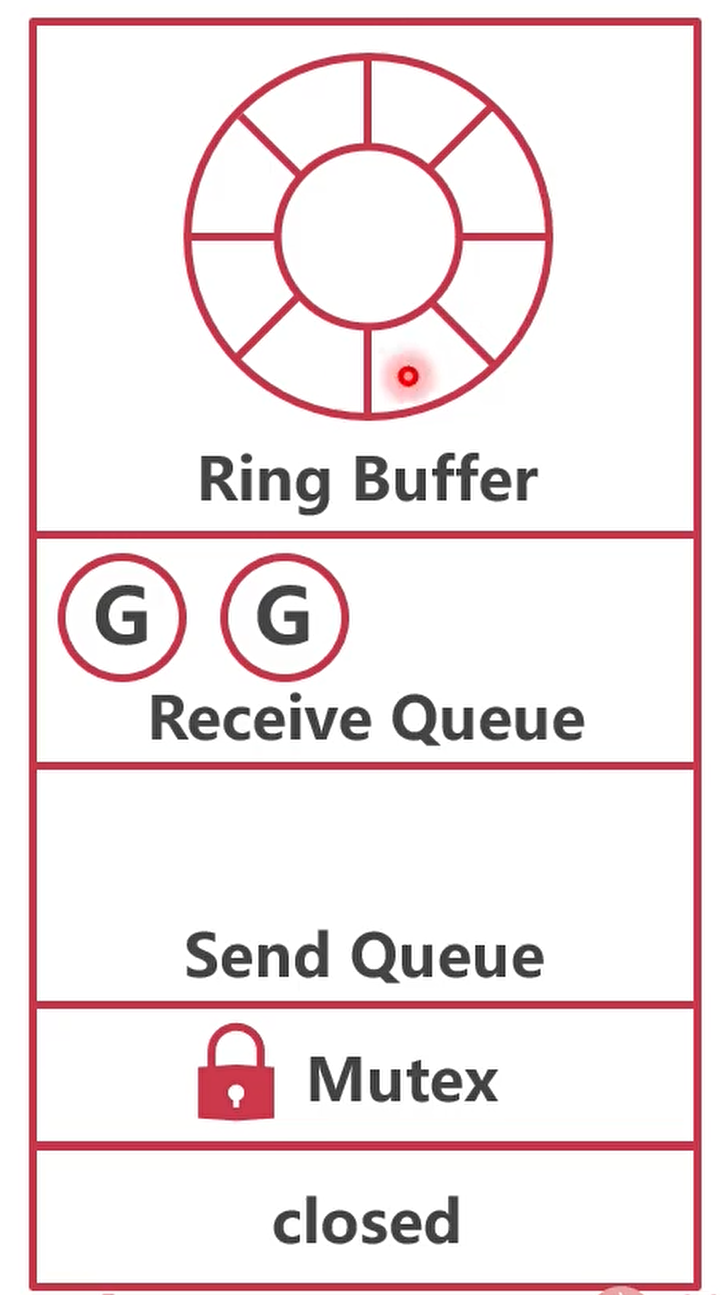 Ring Buffer
G G
Receive Queue
Send Queue
Mutex
closed